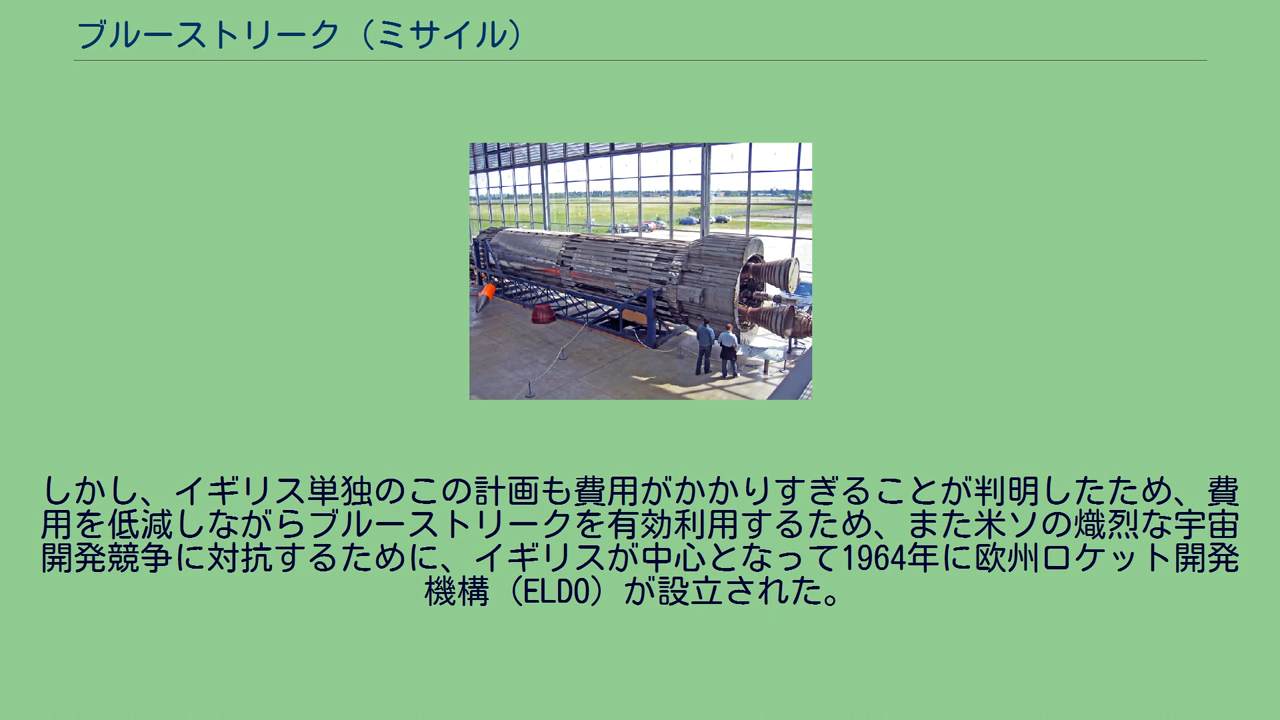 ブルーストリーク（ミサイル）
しかし、イギリス単独のこの計画も費用がかかりすぎることが判明したため、費
用を低減しながらブルーストリークを有効利用するため、また米ソの熾烈な宇宙
開発競争に対抗するために、イギリスが中心となって1964年に欧州ロケット開発
機構（ELDO）が設立された。